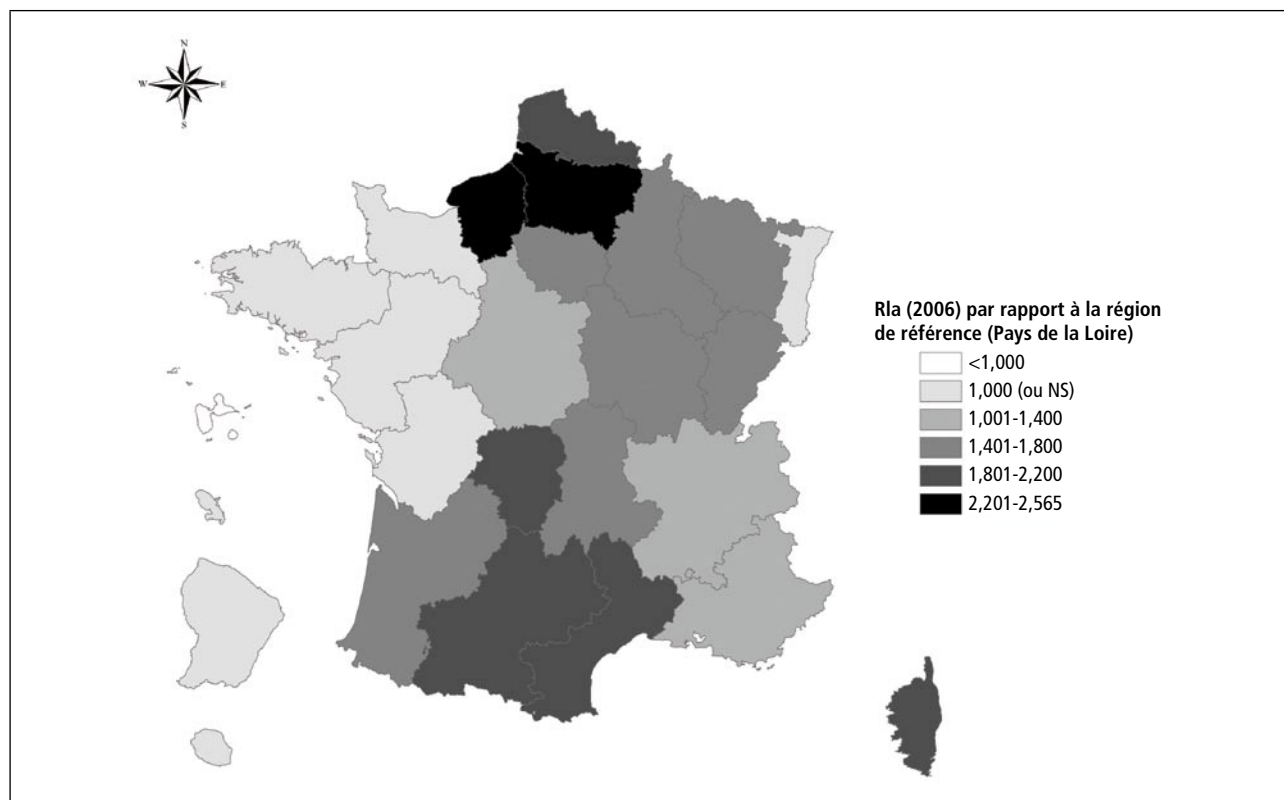 N
W E
S
Rla (2006) par rapport à la région
de référence (Pays de la Loire)
<1,000
1,000 (ou NS)
1,001-1,400
1,401-1,800
1,801-2,200
2,201-2,565